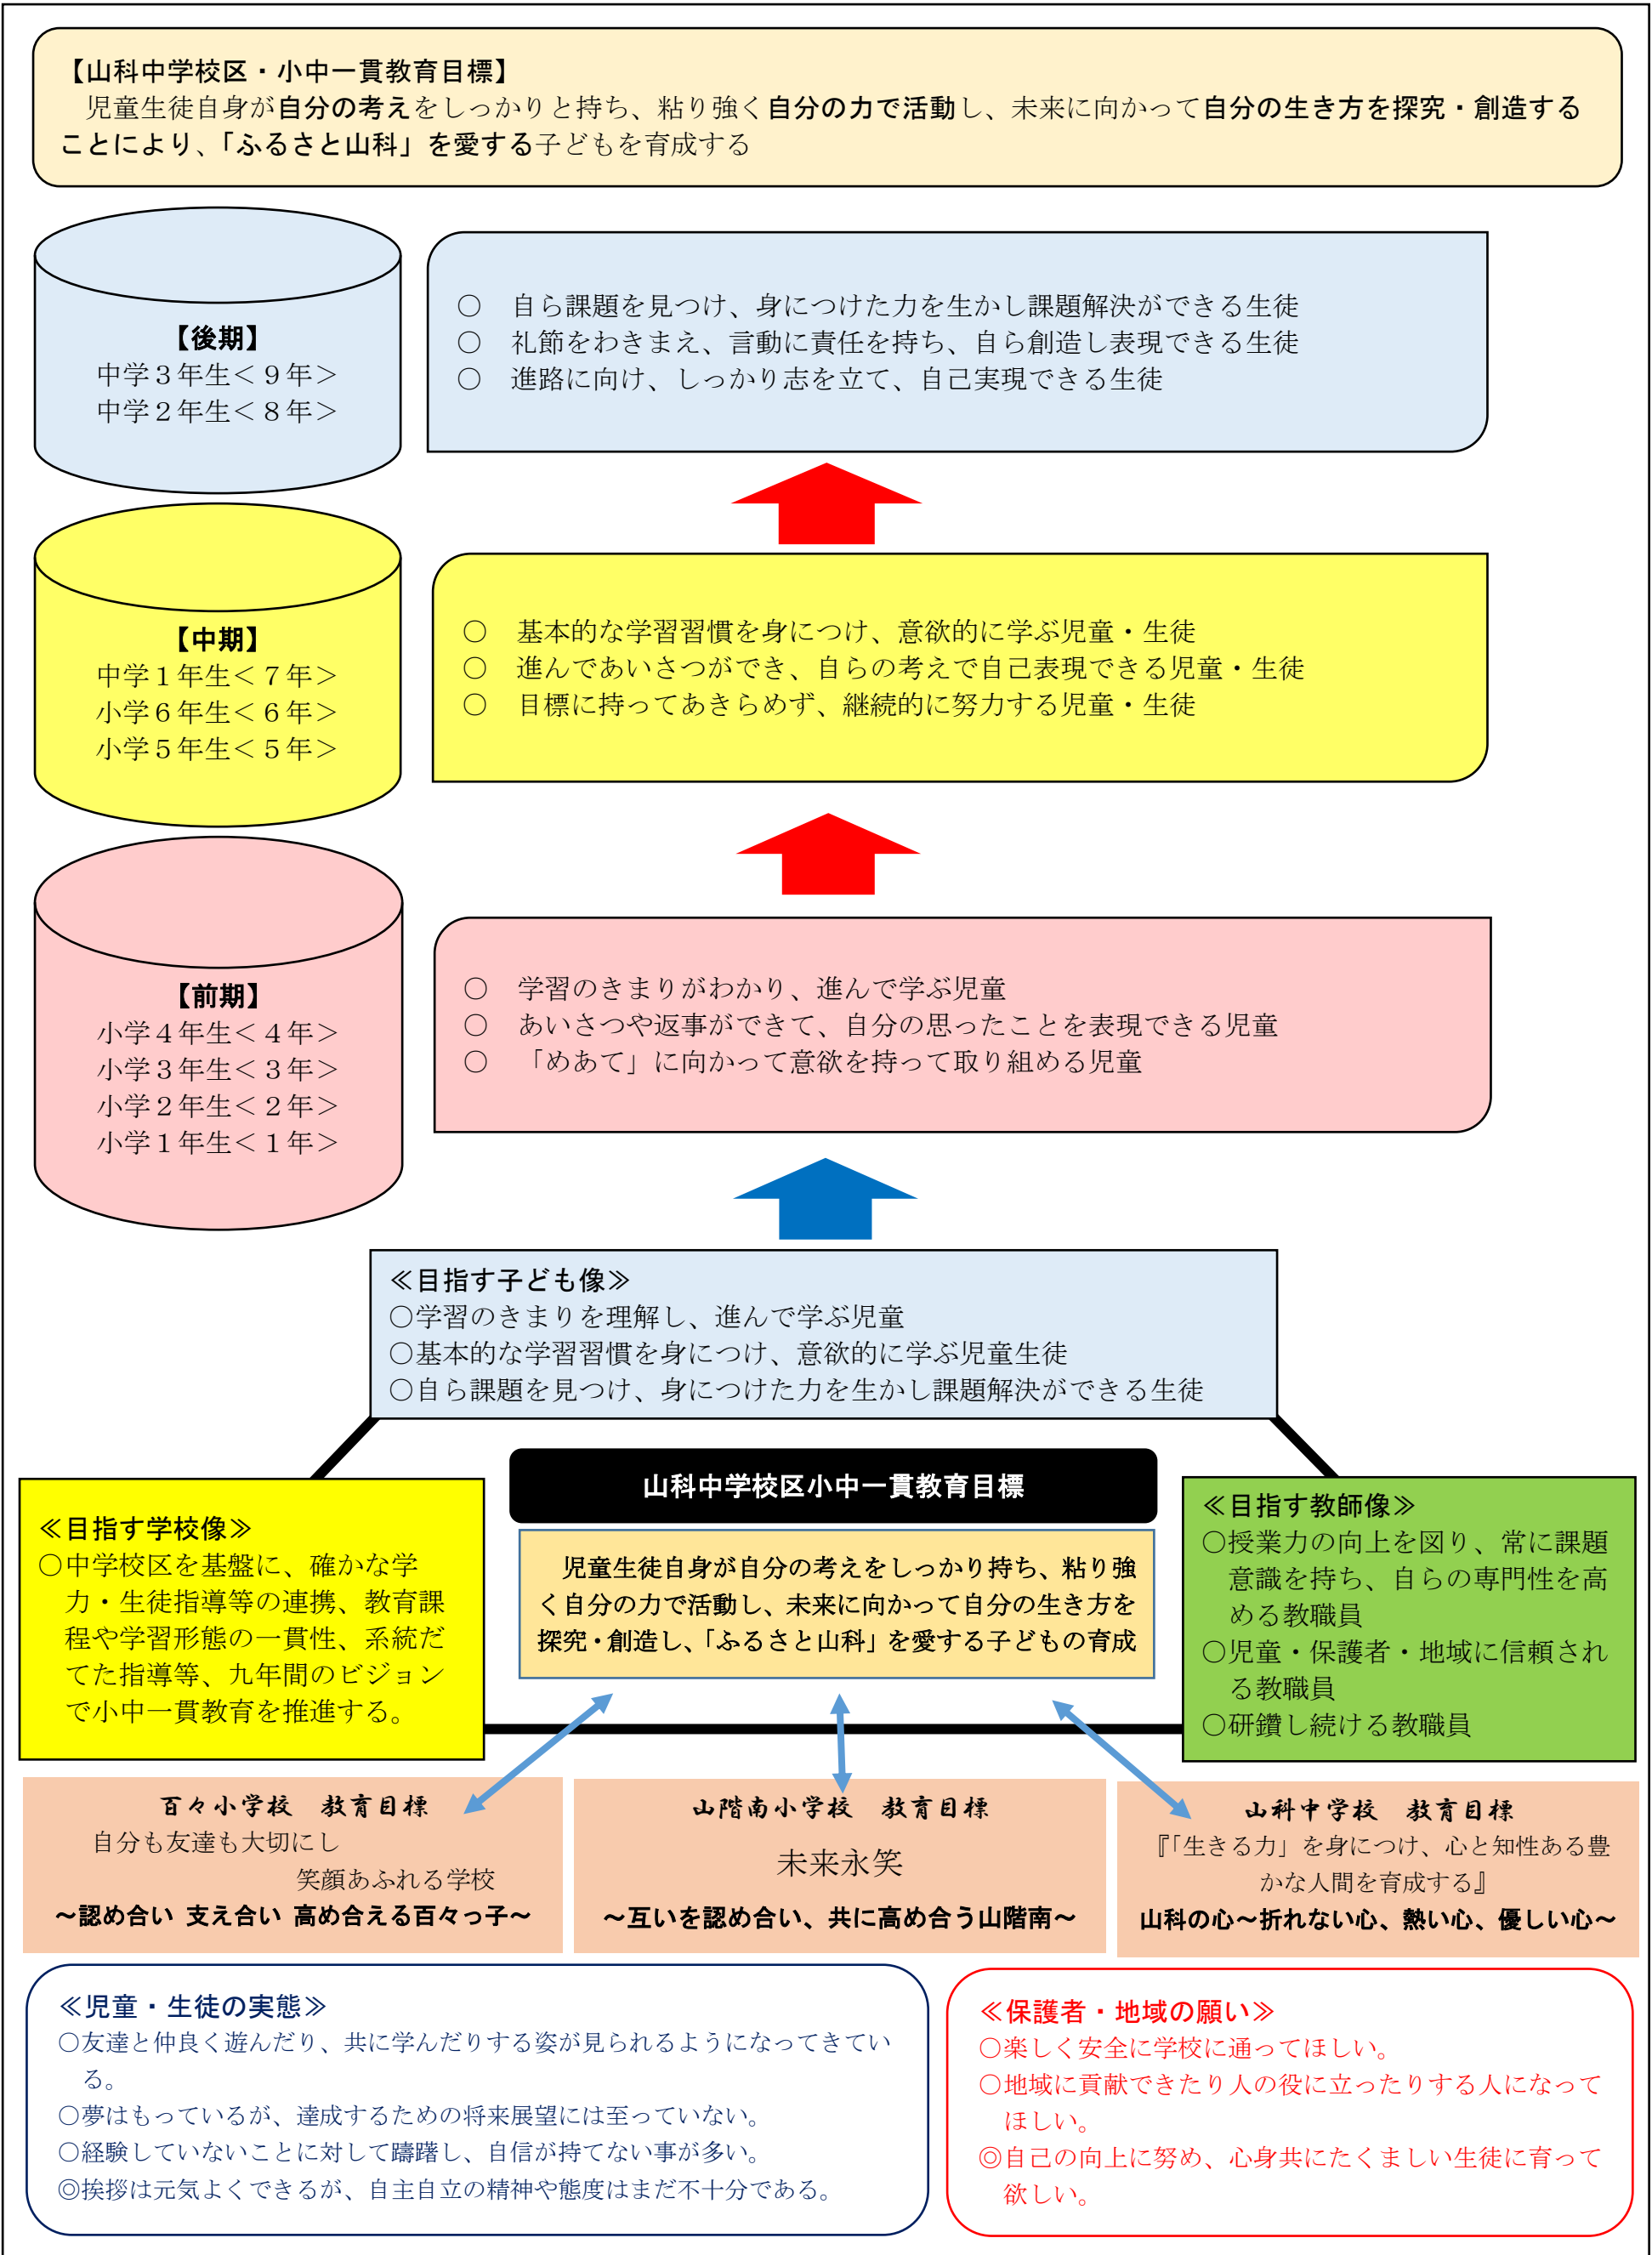 【山科中学校区・小中一貫教育目標】
児童生徒自身が自分の考えをしっかりと持ち、粘り強く自分の力で活動し、未来に向かって自分の生き方を探究・創造する
ことにより、「ふるさと山科」を愛する子どもを育成する
【後期】
中学３年生＜９年＞
中学２年生＜８年＞
○　自ら課題を見つけ、身につけた力を生かし課題解決ができる生徒
○　礼節をわきまえ、言動に責任を持ち、自ら創造し表現できる生徒
○　進路に向け、しっかり志を立て、自己実現できる生徒
【中期】
中学１年生＜７年＞
小学６年生＜６年＞
小学５年生＜５年＞
○　基本的な学習習慣を身につけ、意欲的に学ぶ児童・生徒
○　進んであいさつができ、自らの考えで自己表現できる児童・生徒
○　目標に持ってあきらめず、継続的に努力する児童・生徒
【前期】
小学４年生＜４年＞
小学３年生＜３年＞
小学２年生＜２年＞
小学１年生＜１年＞
○　学習のきまりがわかり、進んで学ぶ児童
○　あいさつや返事ができて、自分の思ったことを表現できる児童
○　「めあて」に向かって意欲を持って取り組める児童
≪目指す子ども像≫
○学習のきまりを理解し、進んで学ぶ児童
○基本的な学習習慣を身につけ、意欲的に学ぶ児童生徒
○自ら課題を見つけ、身につけた力を生かし課題解決ができる生徒
≪目指す学校像≫
○中学校区を基盤に、確かな学
力・生徒指導等の連携、教育課
程や学習形態の一貫性、系統だ
てた指導等、九年間のビジョン
で小中一貫教育を推進する。
山科中学校区小中一貫教育目標
児童生徒自身が自分の考えをしっかり持ち、粘り強
く自分の力で活動し、未来に向かって自分の生き方を
探究・創造し、「ふるさと山科」を愛する子どもの育成
≪目指す教師像≫
○授業力の向上を図り、常に課題
意識を持ち、自らの専門性を高
める教職員
○児童・保護者・地域に信頼され
る教職員
○研鑽し続ける教職員
百々小学校　教育目標
自分も友達も大切にし
笑顔あふれる学校
～認め合い 支え合い 高め合える百々っ子～
山階南小学校　教育目標
未来永笑
～互いを認め合い、共に高め合う山階南～
山科中学校　教育目標
『「生きる力」を身につけ、心と知性ある豊
かな人間を育成する』
山科の心～折れない心、熱い心、優しい心～
≪児童・生徒の実態≫
○友達と仲良く遊んだり、共に学んだりする姿が見られるようになってきてい
る。
○夢はもっているが、達成するための将来展望には至っていない。
○経験していないことに対して躊躇し、自信が持てない事が多い。
◎挨拶は元気よくできるが、自主自立の精神や態度はまだ不十分である。
≪保護者・地域の願い≫
○楽しく安全に学校に通ってほしい。
○地域に貢献できたり人の役に立ったりする人になって
ほしい。
◎自己の向上に努め、心身共にたくましい生徒に育って
欲しい。